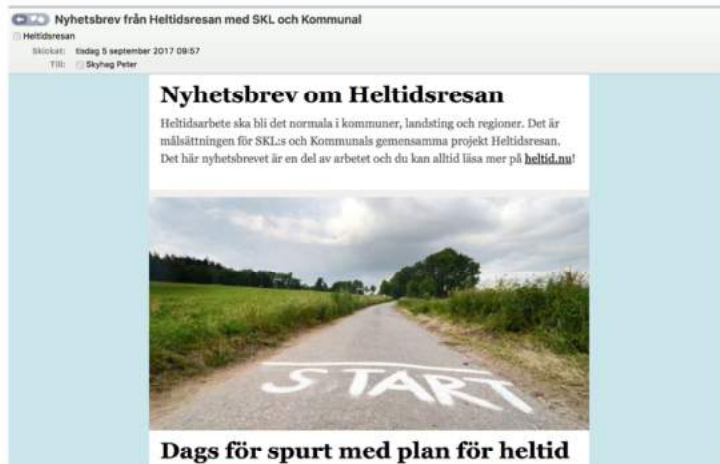 Nyhetsbrev från Heltidsresan med SKL och Kommunal
Heltidsresan
Skickat: tisdag 5 september 2017 09:57
Till: Skyhag Peter
Nyhetsbrev om Heltidsresan
Heltidsarbete ska bli det normala i kommuner, landsting och regioner. Det är
målsättningen för SKL:s och Kommunals gemensamma projekt Heltidsresan.
Det här nyhetsbrevet är en del av arbetet och du kan alltid läsa mer på heltid.nu!
START
Dags för spurt med plan för heltid